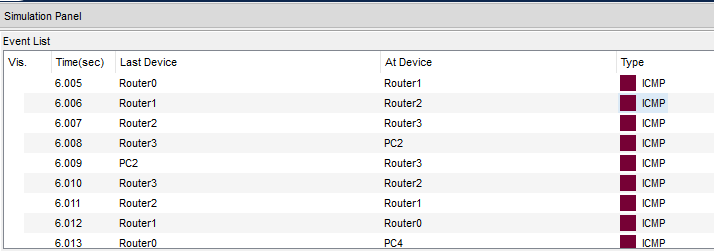 Simulation Panel
Event List
Vis. Time(sec) Last Device At Device Type
6.005 Router0 Router1 ICMP
6.006 Router1 Router2 ICMP
6.007 Router2 Router3 ICMP
6.008 Router3 PC2 ICMP
6.009 PC2 Router3 ICMP
6.010 Router3 Router2 ICMP
6.011 Router2 Router1 ICMP
6.012 Router1 Router0 ICMP
6.013 Router0 PC4 ICMP